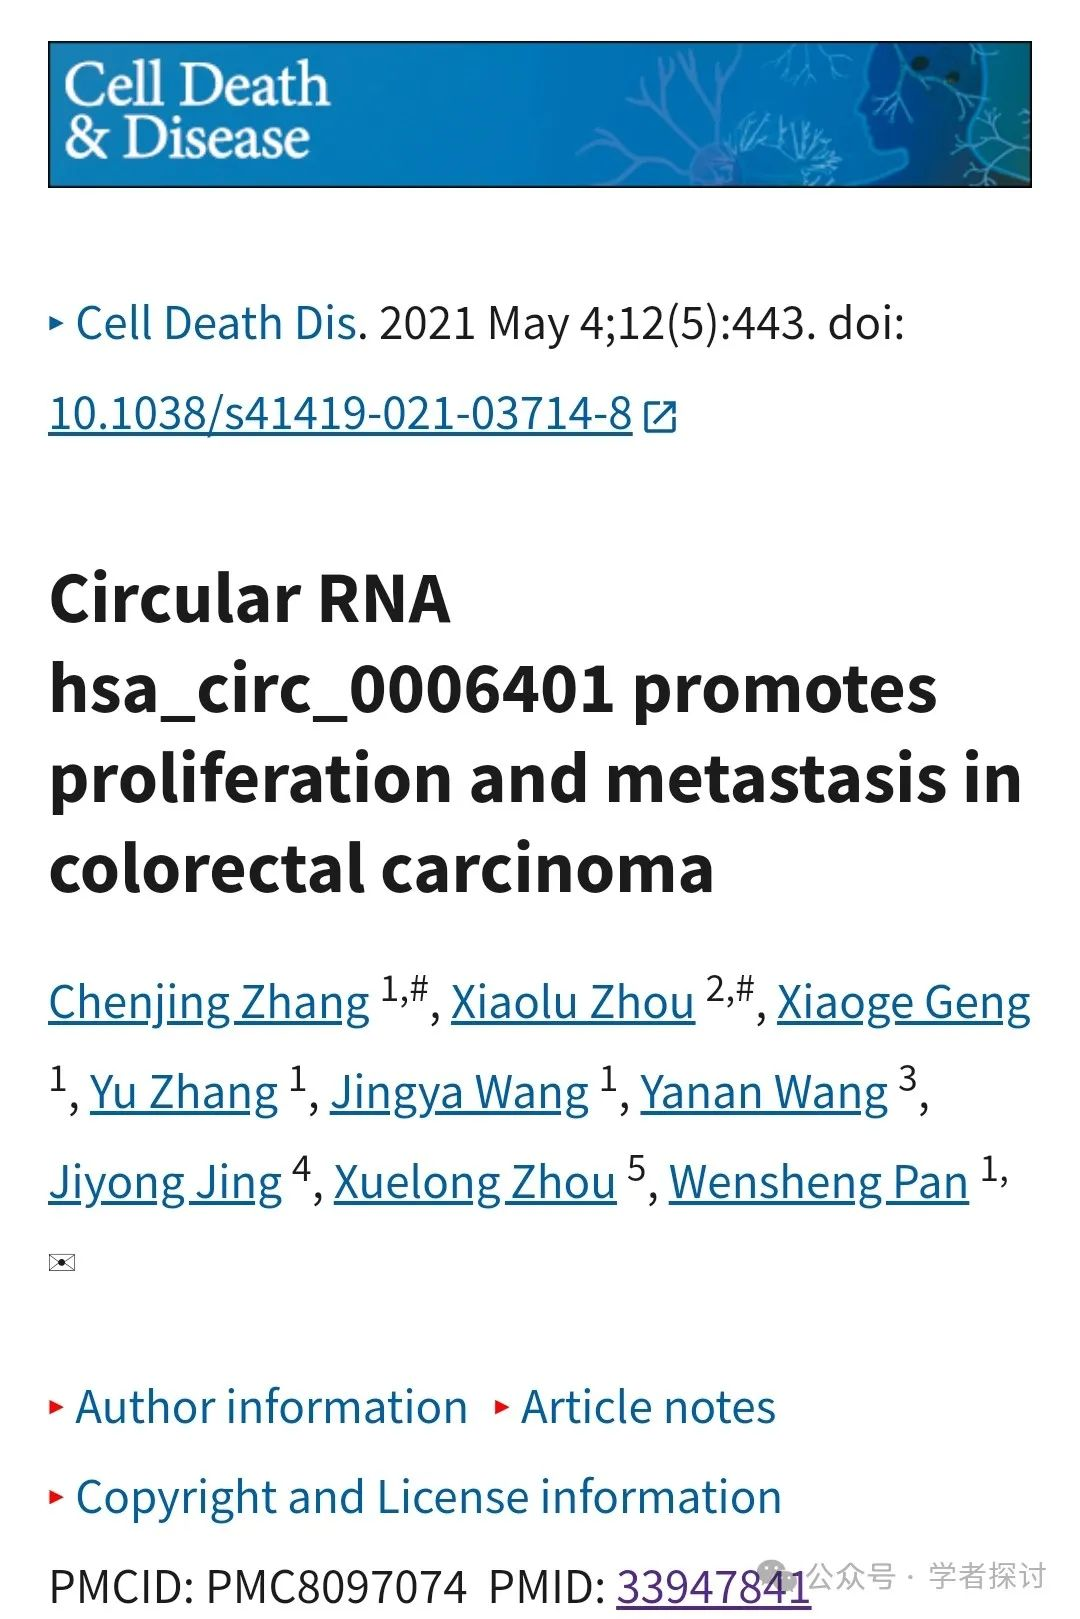 Cell Death
& Disease
▸ Cell Death Dis. 2021 May 4;12(5):443. doi:
10.1038/s41419-021-03714-8
Circular RNA
hsa_circ_0006401 promotes
proliferation and metastasis in
colorectal carcinoma
Chenjing Zhang 1,#, Xiaolu Zhou 2,#, Xiaoge Geng
1, Yu Zhang 1, Jingya Wang 1, Yanan Wang 3,
Jiyong Jing 4, Xuelong Zhou 5, Wensheng Pan 1,
✉
▸ Author information ▸ Article notes
▸ Copyright and License information
PMCID: PMC8097074 PMID: 33947841
公众号 · 学者探讨